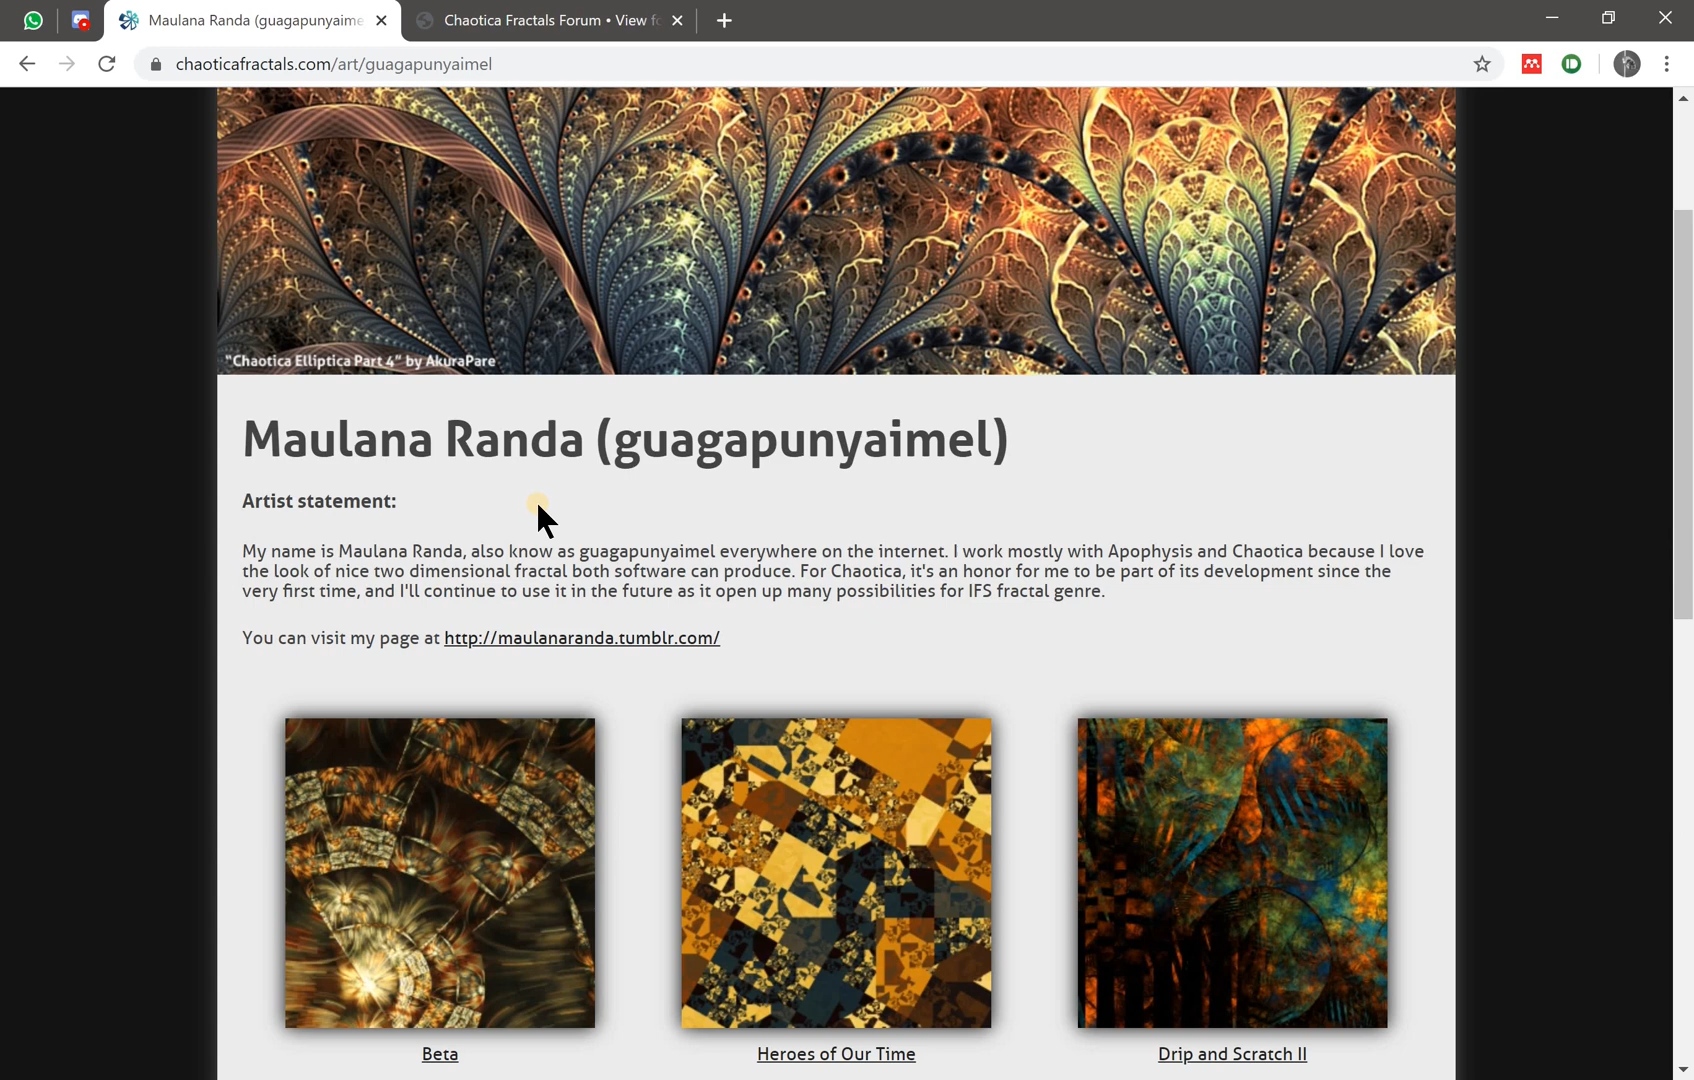 Maulana Randa (guagapunyaime
Chaotica Fractals Forum • View f
chaoticafractals.com/art/guagapunyaimel
"Chaotica Elliptica Part 4" by AkuraPare
Maulana Randa (guagapunyaimel)
Artist statement:
My name is Maulana Randa, also know as guagapunyaimel everywhere on the internet. I work mostly with Apophysis and Chaotica because I love
the look of nice two dimensional fractal both software can produce. For Chaotica, it's an honor for me to be part of its development since the
very first time, and I'll continue to use it in the future as it open up many possibilities for IFS fractal genre.
You can visit my page at http://maulanaranda.tumblr.com/
Beta
Heroes of Our Time
Drip and Scratch II